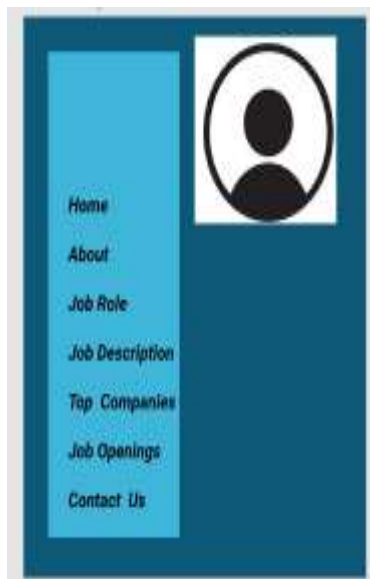 Home
About
Job Role
Job Description
Top Companies
Job Openings
Contact Us